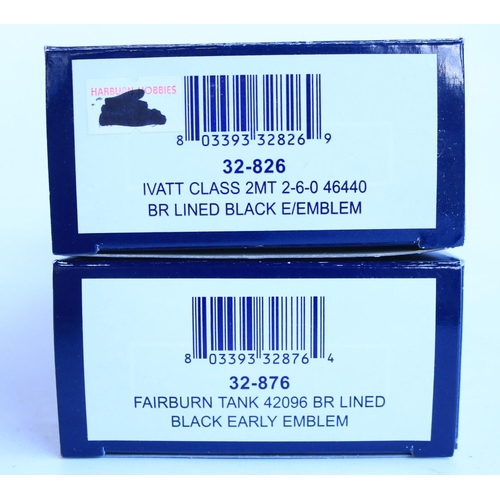 HARBURN HOBBIES
8 03393 32826 9
32-826
IVATT CLASS 2MT 2-6-0 46440
BR LINED BLACK E/EMBLEM
8 03393 32876 4
32-876
FAIRBURN TANK 42096 BR LINED
BLACK EARLY EMBLEM